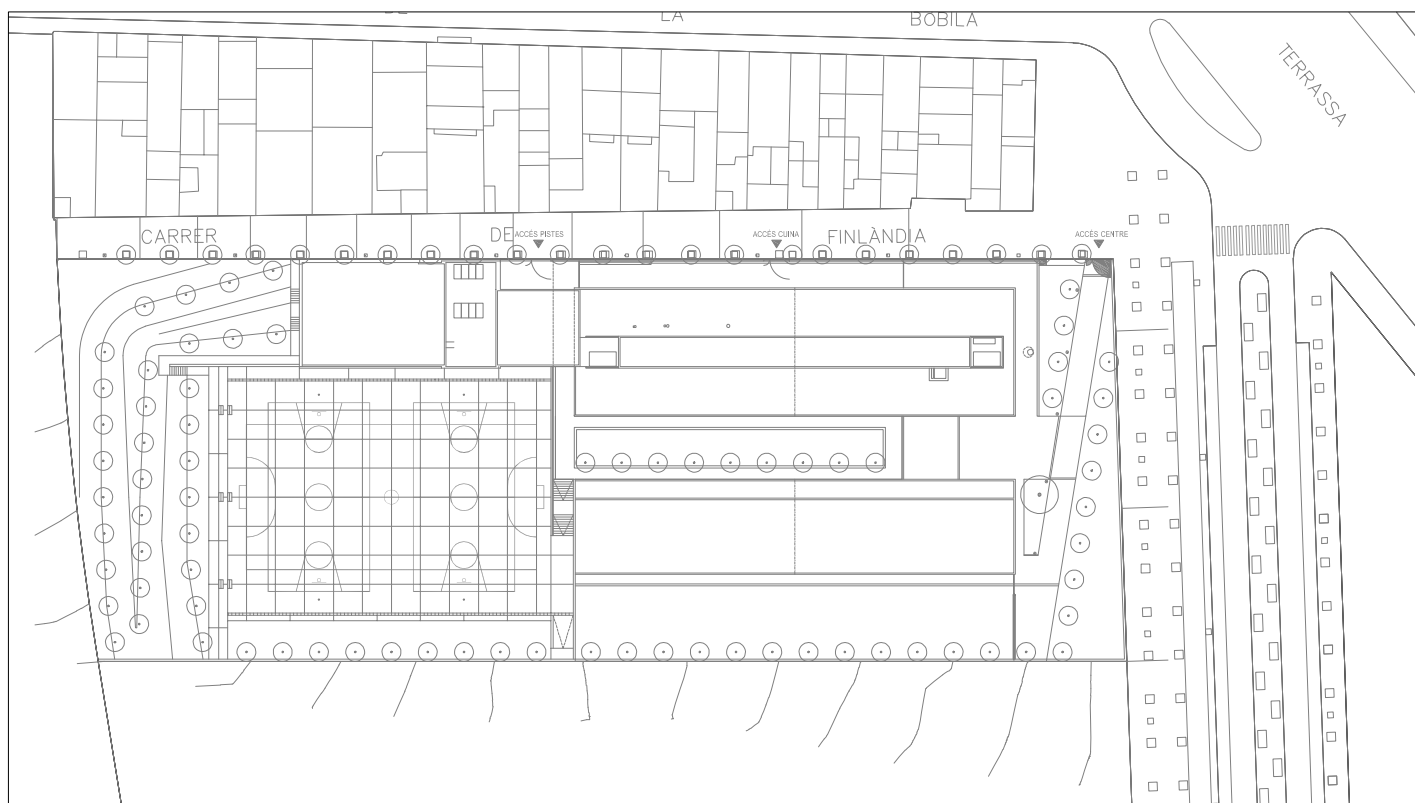 LA
BOBILA
TERRASSA
CARRER DE FINLÀNDIA
ACCÉS PISTES
ACCÉS CUINA
ACCÉS CENTRE